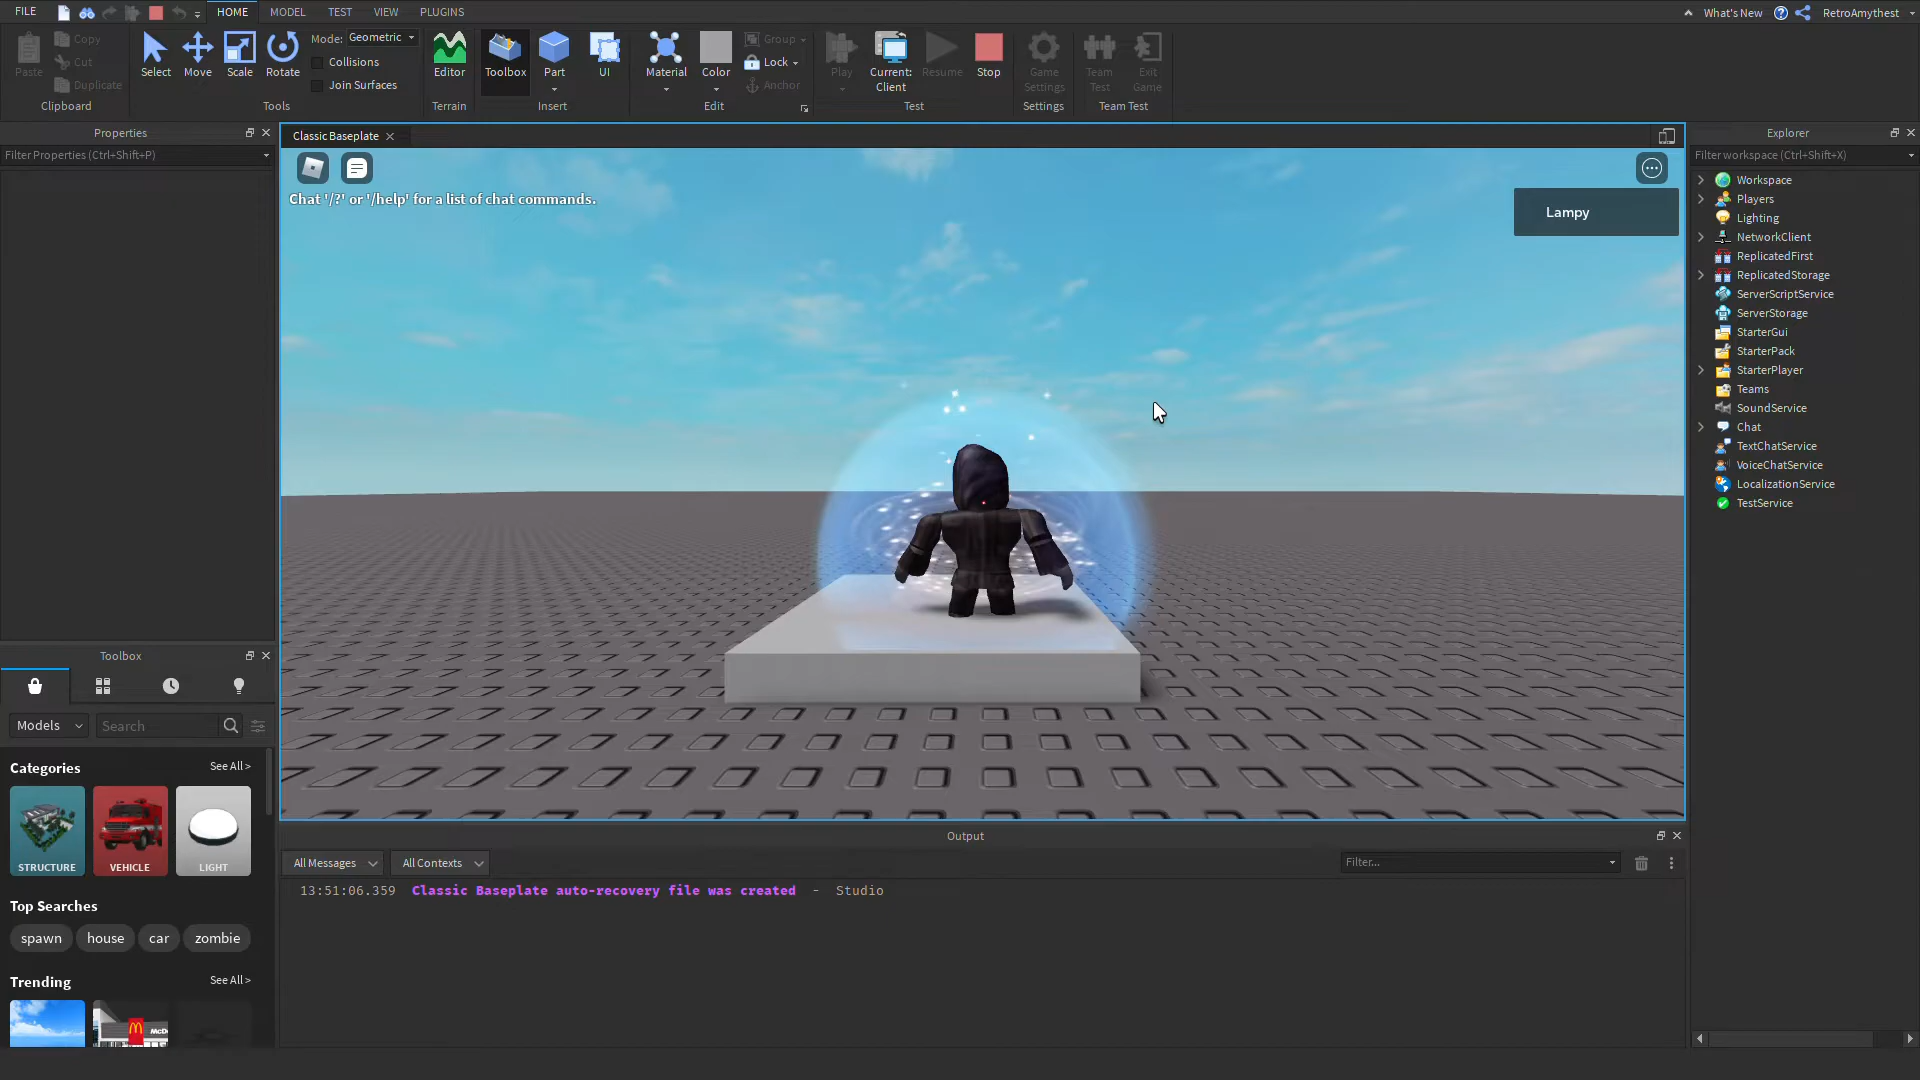 FILE HOME MODEL TEST VIEW PLUGINS What's New RetroAmythest
Paste Copy Cut Duplicate
Clipboard
Select Move Scale Rotate
Mode: Geometric
Collisions
Join Surfaces
Tools
Editor
Terrain
Toolbox Part UI
Insert
Material Color Group Lock Anchor
Edit
Play Current: Client Resume Stop
Test
Game Settings
Settings
Team Test Exit Game
Team Test
Properties
Filter Properties (Ctrl+Shift+P)
Classic Baseplate
Chat '/?' or '/help' for a list of chat commands.
Lampy
Explorer
Filter workspace (Ctrl+Shift+X)
Workspace
Players
Lighting
NetworkClient
ReplicatedFirst
ReplicatedStorage
ServerScriptService
ServerStorage
StarterGui
StarterPack
StarterPlayer
Teams
SoundService
Chat
TextChatService
VoiceChatService
LocalizationService
TestService
Toolbox
Models Search
Categories See All >
STRUCTURE VEHICLE LIGHT
Top Searches
spawn house car zombie
Trending See All >
McD
Output
All Messages All Contexts Filter...
13:51:06.359 Classic Baseplate auto-recovery file was created - Studio